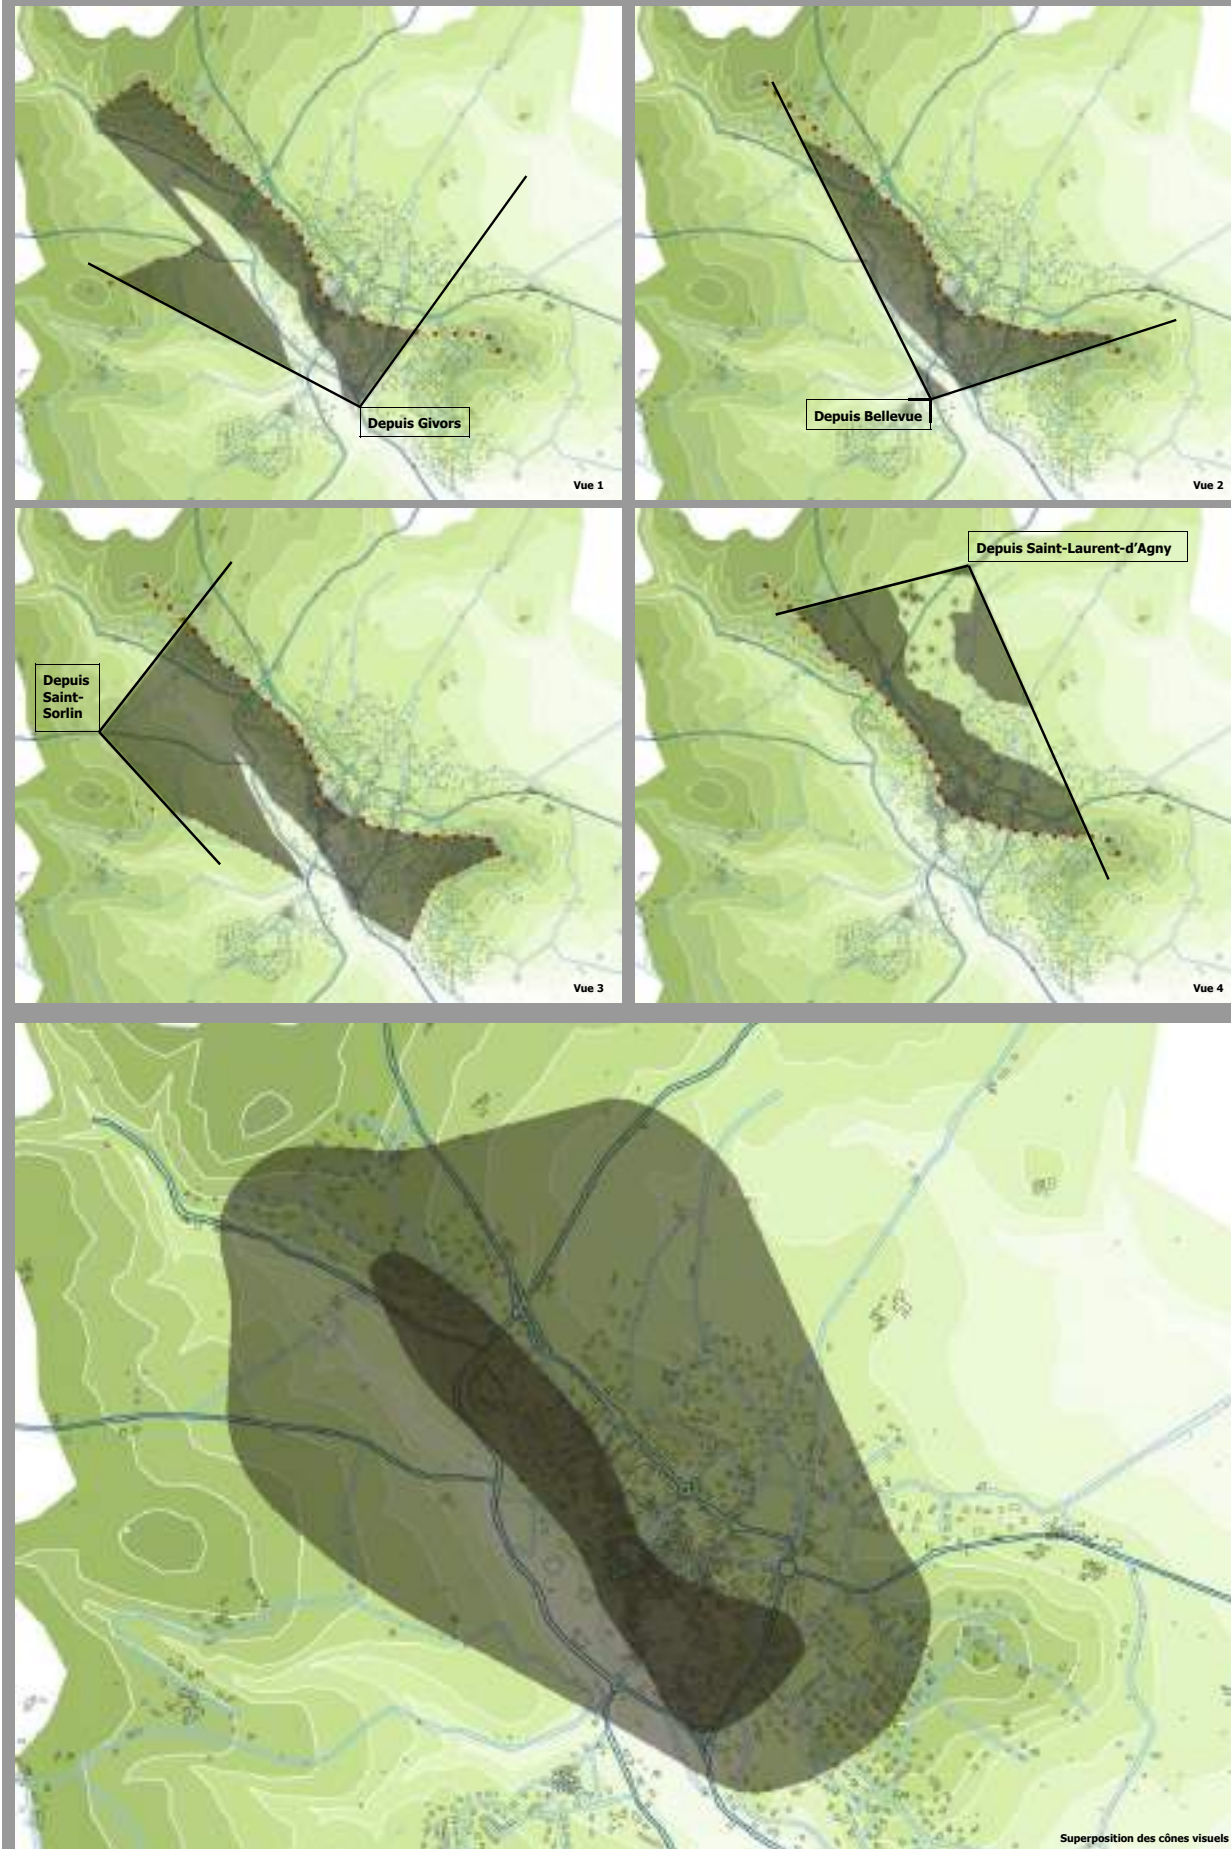 Depuis Givors
Vue 1
Depuis Bellevue
Vue 2
Depuis
Saint-
Sorlin
Vue 3
Depuis Saint-Laurent-d'Agny
Vue 4
Superposition des cônes visuels